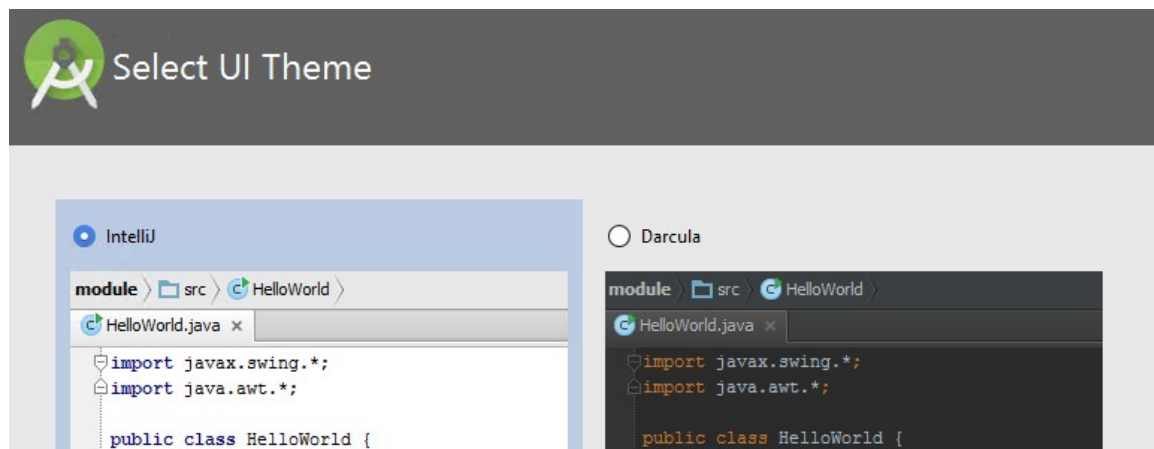 Select UI Theme
IntelliJ
module src HelloWorld
HelloWorld.java ×
import javax.swing.*;
import java.awt.*;
public class HelloWorld {
Darcula
module src HelloWorld
HelloWorld.java ×
import javax.swing.*;
import java.awt.*;
public class HelloWorld {